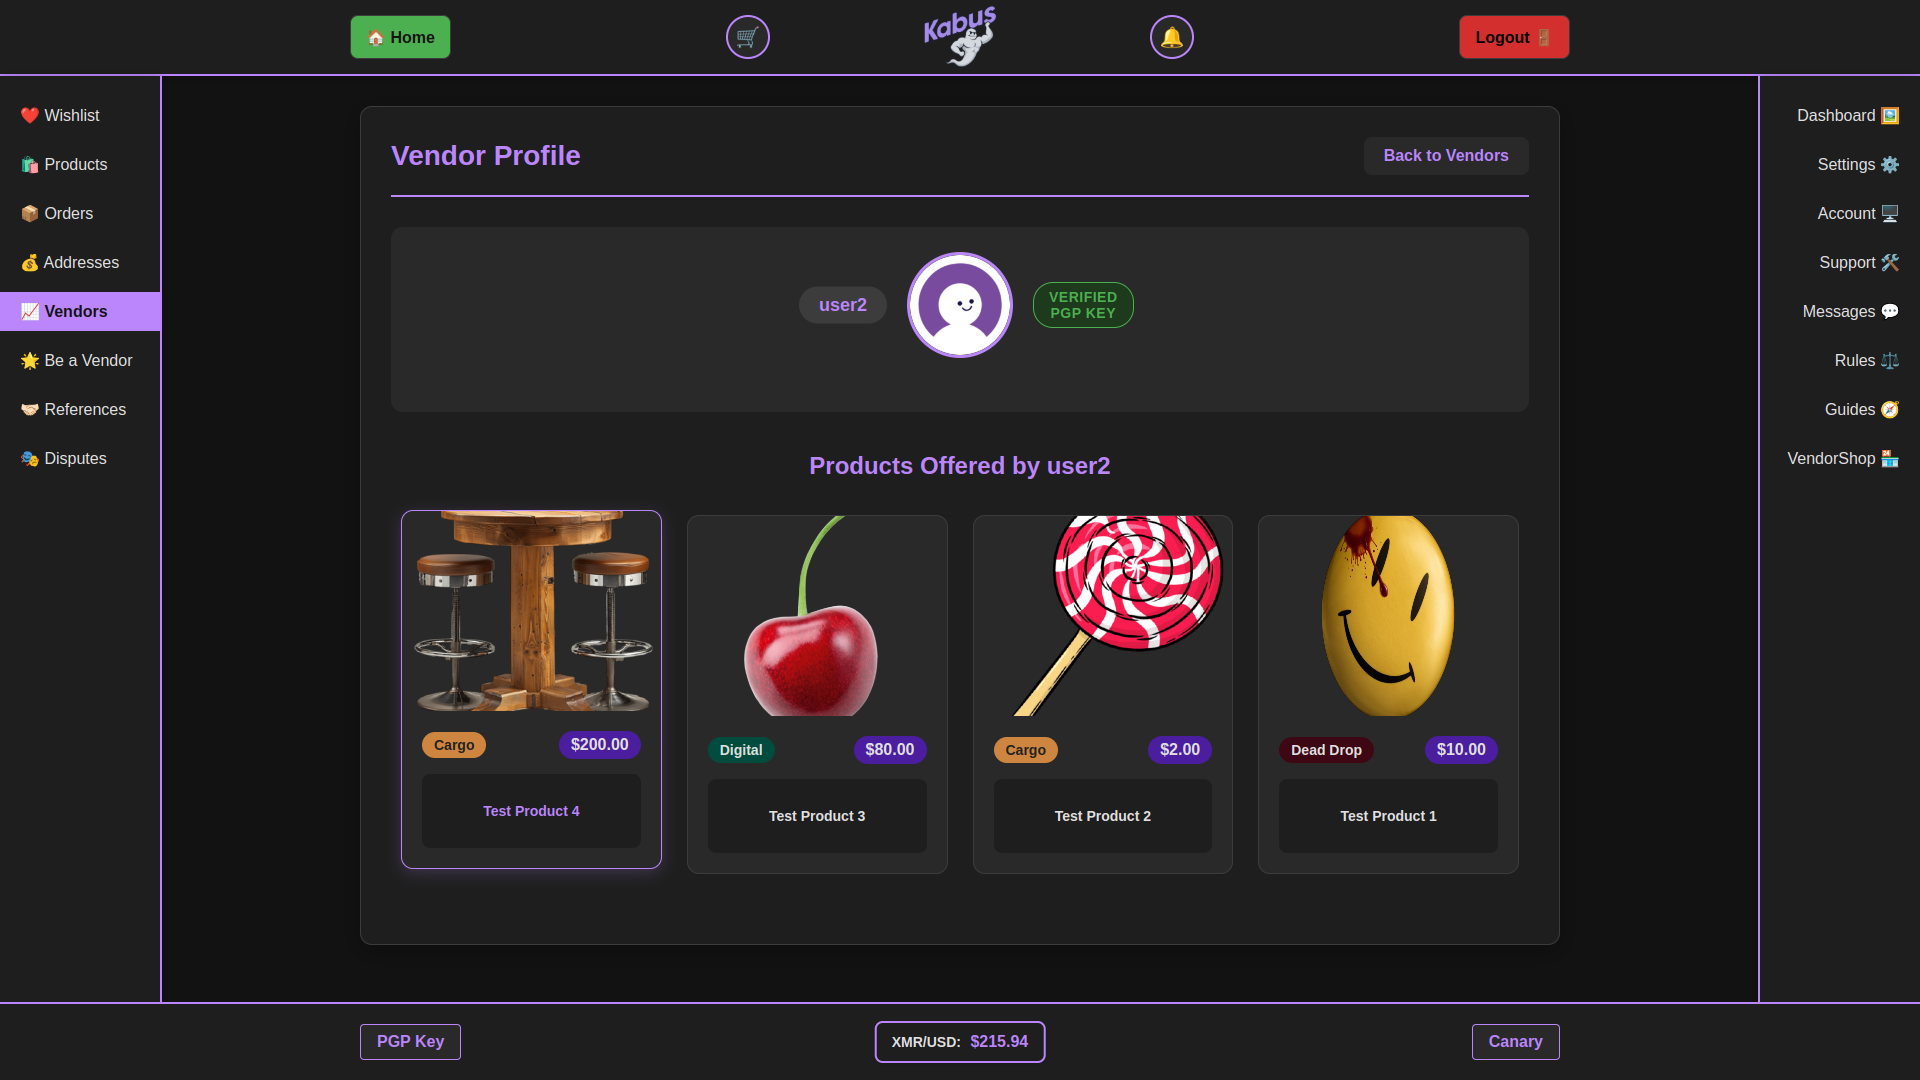 🏠 Home
🛒
Kabus
🔔
Logout 🚪
❤️ Wishlist
🛍️ Products
📦 Orders
💰 Addresses
📈 Vendors
🌟 Be a Vendor
🤝🏻 References
🎭 Disputes
Vendor Profile
Back to Vendors
user2
VERIFIED
PGP KEY
Products Offered by user2
Cargo
$200.00
Test Product 4
Digital
$80.00
Test Product 3
Cargo
$2.00
Test Product 2
Dead Drop
$10.00
Test Product 1
Dashboard 🖼️
Settings ⚙️
Account 🖥️
Support 🛠️
Messages 💬
Rules ⚖️
Guides 🧭
VendorShop 🏪
PGP Key
XMR/USD: $215.94
Canary